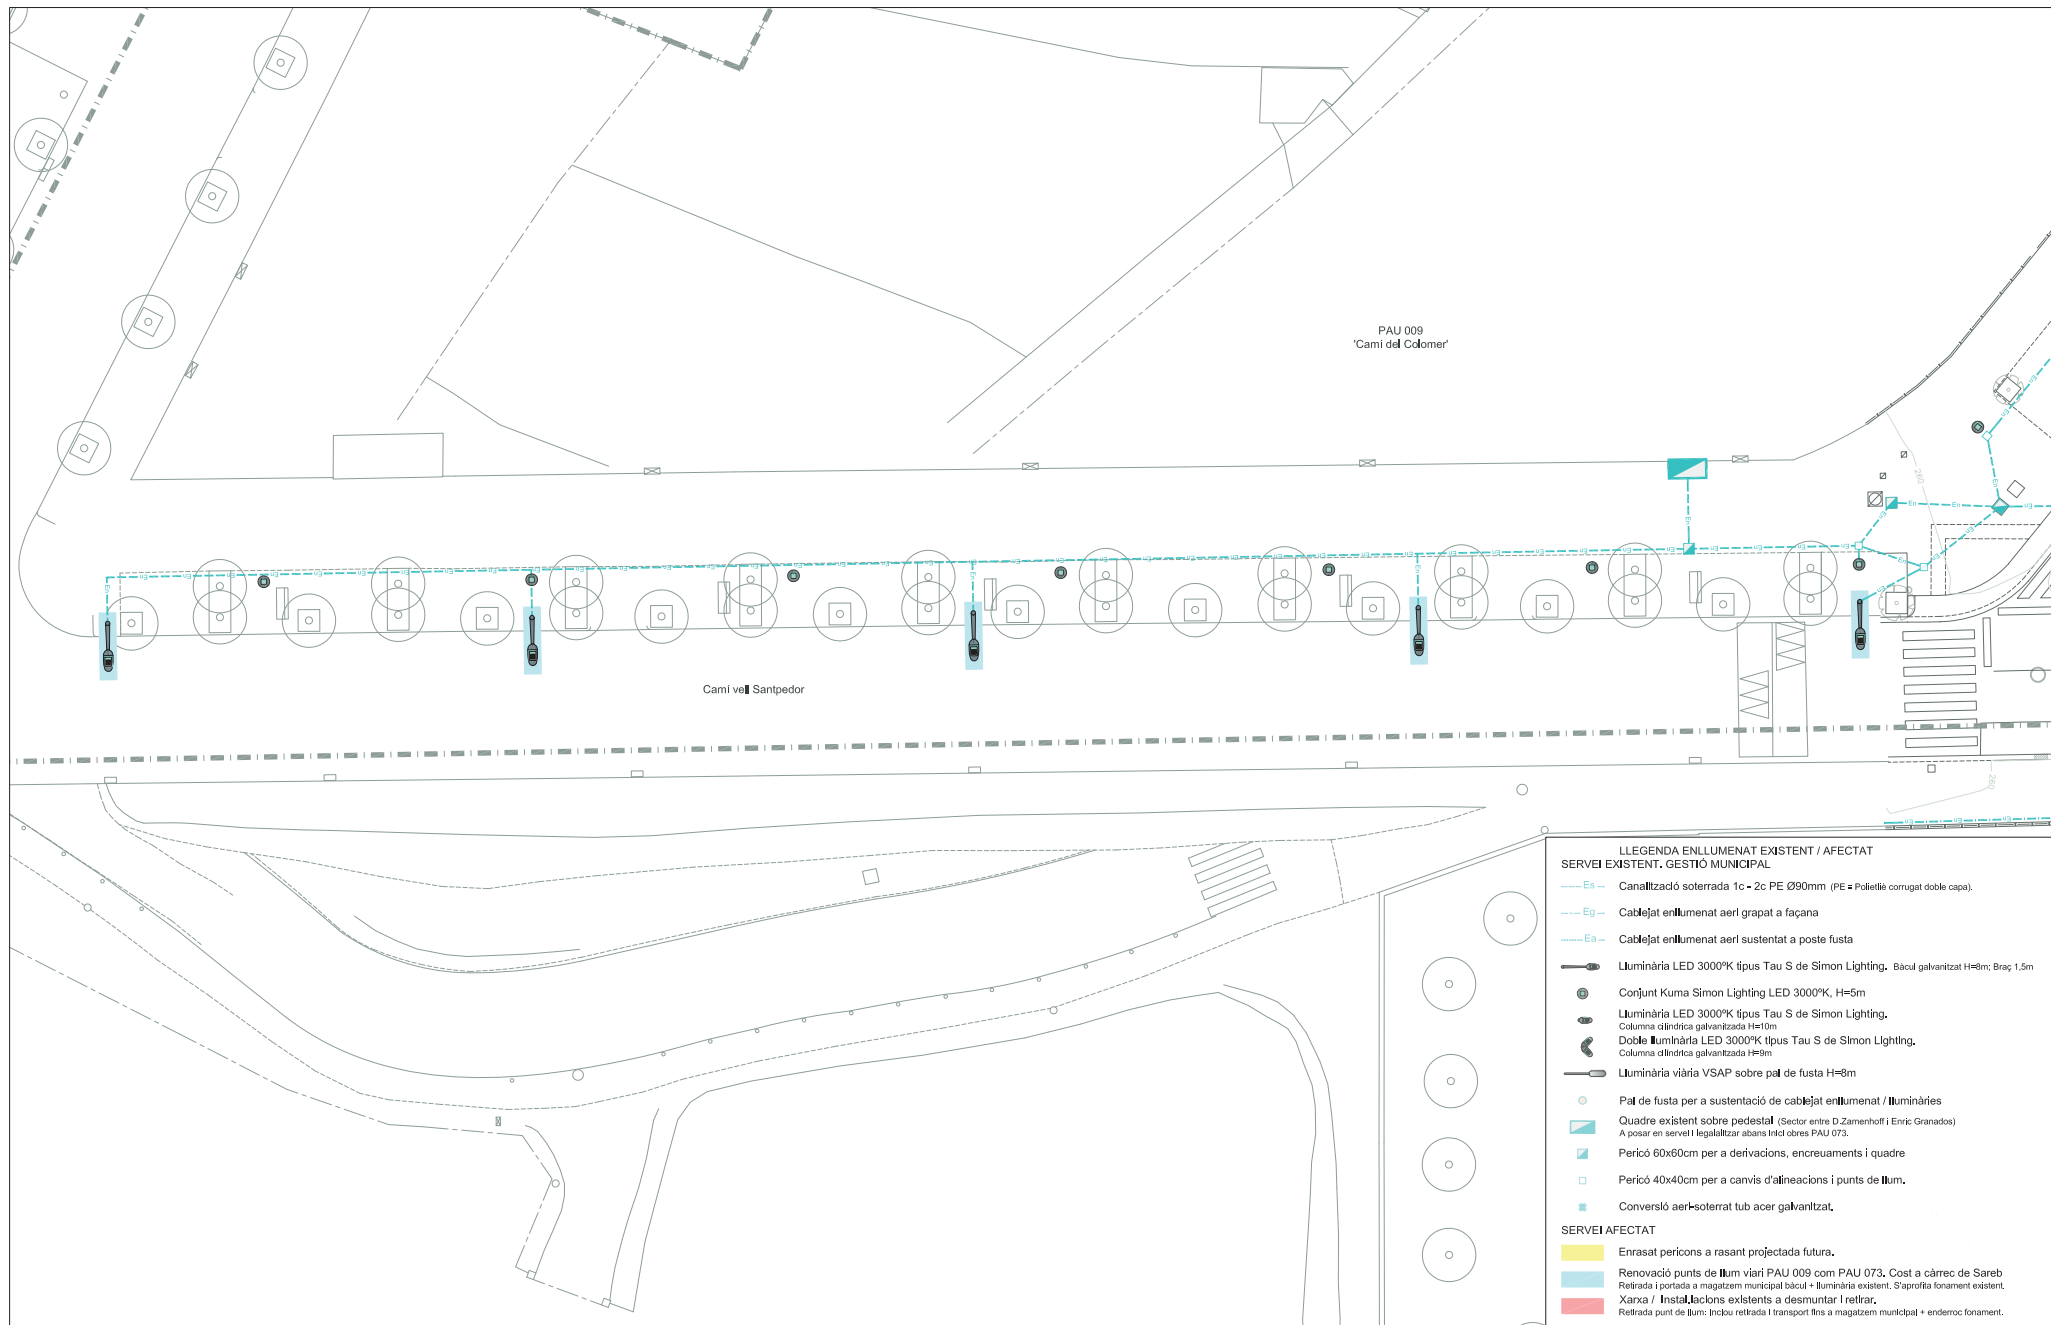 PAU 009
'Camí del Colomer'
260
Camí vell Santpedor
260
LLEGENDA ENLLUMENAT EXISTENT / AFECTAT
SERVEI EXISTENT. GESTIÓ MUNICIPAL
Es Canalització soterrada 1c - 2c PE Ø90mm (PE = Polietliè corrugat doble capa).
Eg Cablejat enllumenat aeri grapat a façana
Ea Cablejat enllumenat aeri sustentat a poste fusta
Lluminària LED 3000ºK tipus Tau S de Simon Lighting. Bàcul galvanitzat H=8m; Braç 1,5m
Conjunt Kuma Simon Lighting LED 3000ºK, H=5m
Lluminària LED 3000ºK tipus Tau S de Simon Lighting.
Columna cilíndrica galvanitzada H=10m
Doble lluminària LED 3000ºK tipus Tau S de Simon Lighting.
Columna cilíndrica galvanitzada H=9m
Lluminària viària VSAP sobre pal de fusta H=8m
Pal de fusta per a sustentació de cablejat enllumenat / lluminàries
Quadre existent sobre pedestal (Sector entre D.Zamenhoff i Enric Granados)
A posar en servei i legalalitzar abans inici obres PAU 073.
Pericó 60x60cm per a derivacions, encreuaments i quadre
Pericó 40x40cm per a canvis d'alineacions i punts de llum.
Conversió aeri-soterrat tub acer galvanitzat.
SERVEI AFECTAT
Enrasat pericons a rasant projectada futura.
Renovació punts de llum viari PAU 009 com PAU 073. Cost a càrrec de Sareb
Retirada i portada a magatzem municipal bàcul + lluminària existent. S'aprofita fonament existent.
Xarxa / Instal.lacions existents a desmuntar i retirar.
Retirada punt de llum: Inclou retirada i transport fins a magatzem municipal + enderroc fonament.